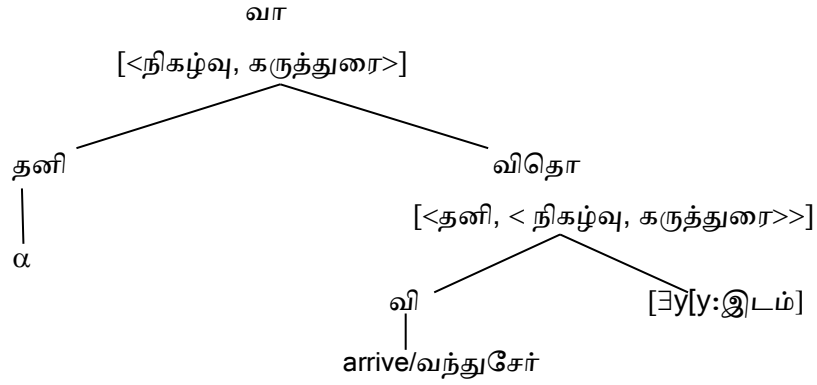 வா
[<நிகழ்வு, கருத்துரை>]
தனி விதொ
[<தனி, < நிகழ்வு, கருத்துரை>>]
α
வி [∃y[y:இடம்]
arrive/வந்துசேர்